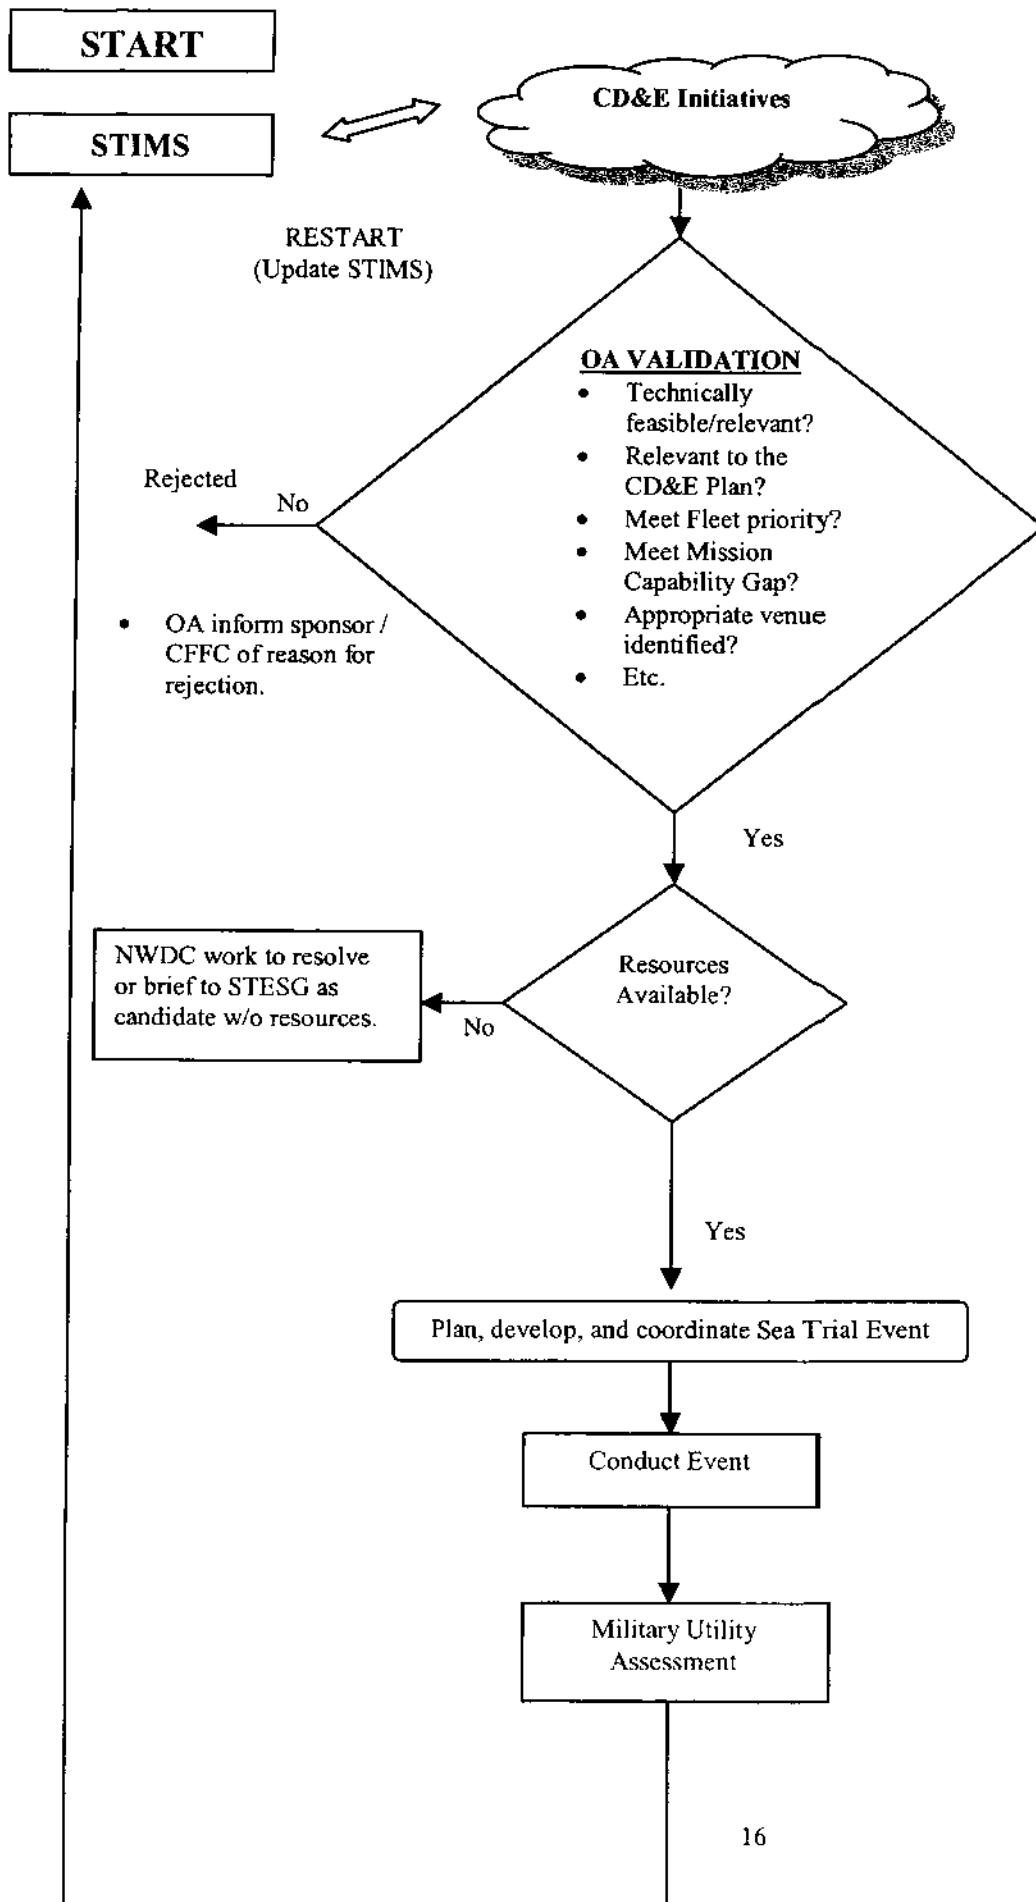 START
CD&E Initiatives
STIMS
RESTART
(Update STIMS)
OA VALIDATION
• Technically
feasible/relevant?
• Relevant to the
CD&E Plan?
• Meet Fleet priority?
• Meet Mission
Capability Gap?
• Appropriate venue
identified?
• Etc.
Rejected
No
• OA inform sponsor /
CFFC of reason for
rejection.
Yes
Resources
Available?
No
NWDC work to resolve
or brief to STESG as
candidate w/o resources.
Yes
Plan, develop, and coordinate Sea Trial Event
Conduct Event
Military Utility
Assessment
16